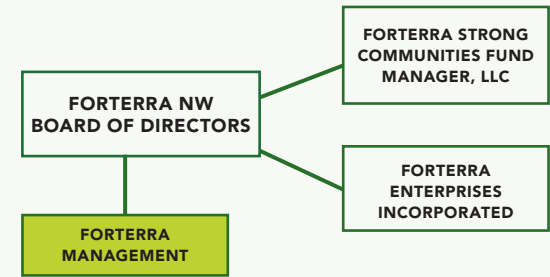 FORTERRA STRONG
COMMUNITIES FUND
MANAGER, LLC
FORTERRA NW
BOARD OF DIRECTORS
FORTERRA
ENTERPRISES
INCORPORATED
FORTERRA
MANAGEMENT